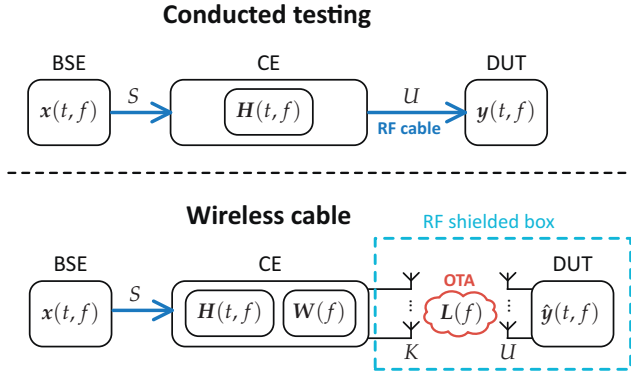 Conducted testing
BSE
CE
DUT
x(t, f)
S
H(t, f)
U
RF cable
y(t, f)
Wireless cable
RF shielded box
BSE
CE
OTA
DUT
x(t, f)
S
H(t, f)
W(f)
L(f)
ŷ(t, f)
K
U